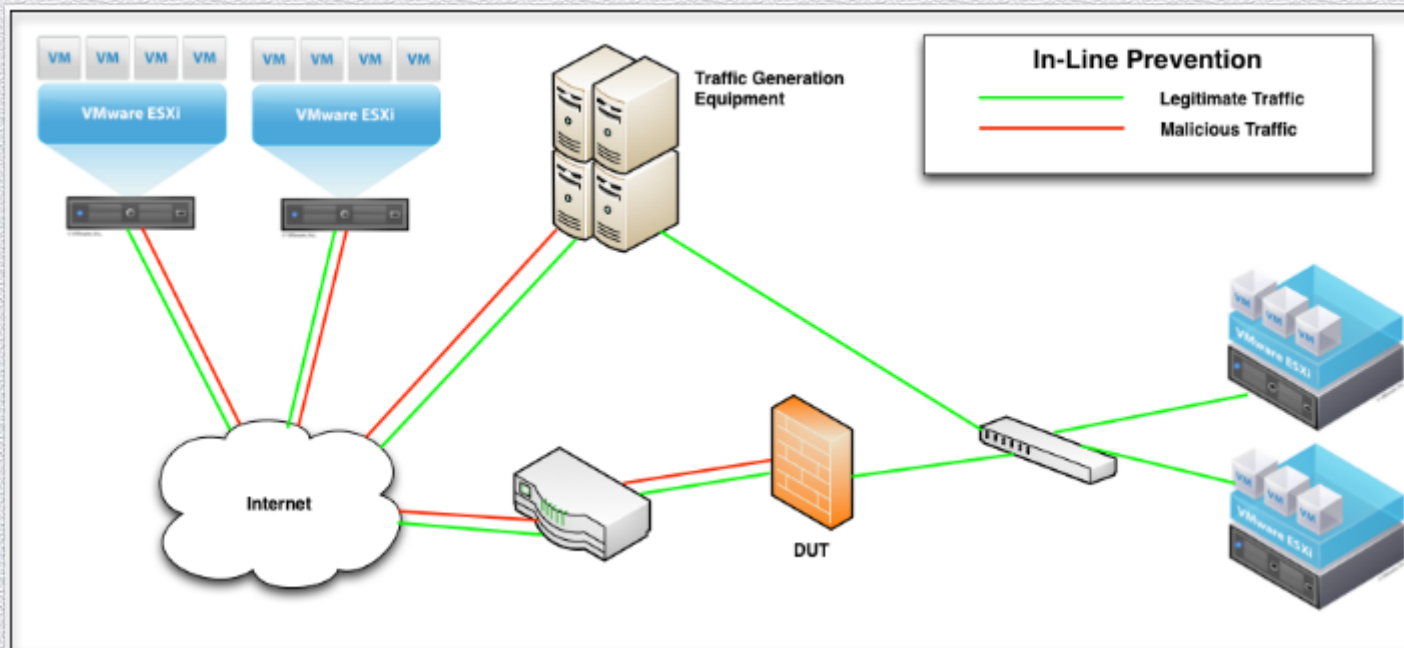 VM VM VM VM
VMware ESXi
VM VM VM VM
VMware ESXi
Traffic Generation
Equipment
In-Line Prevention
Legitimate Traffic
Malicious Traffic
VM VM VM
VMware ESXi
Internet
DUT
VM VM VM
VMware ESXi